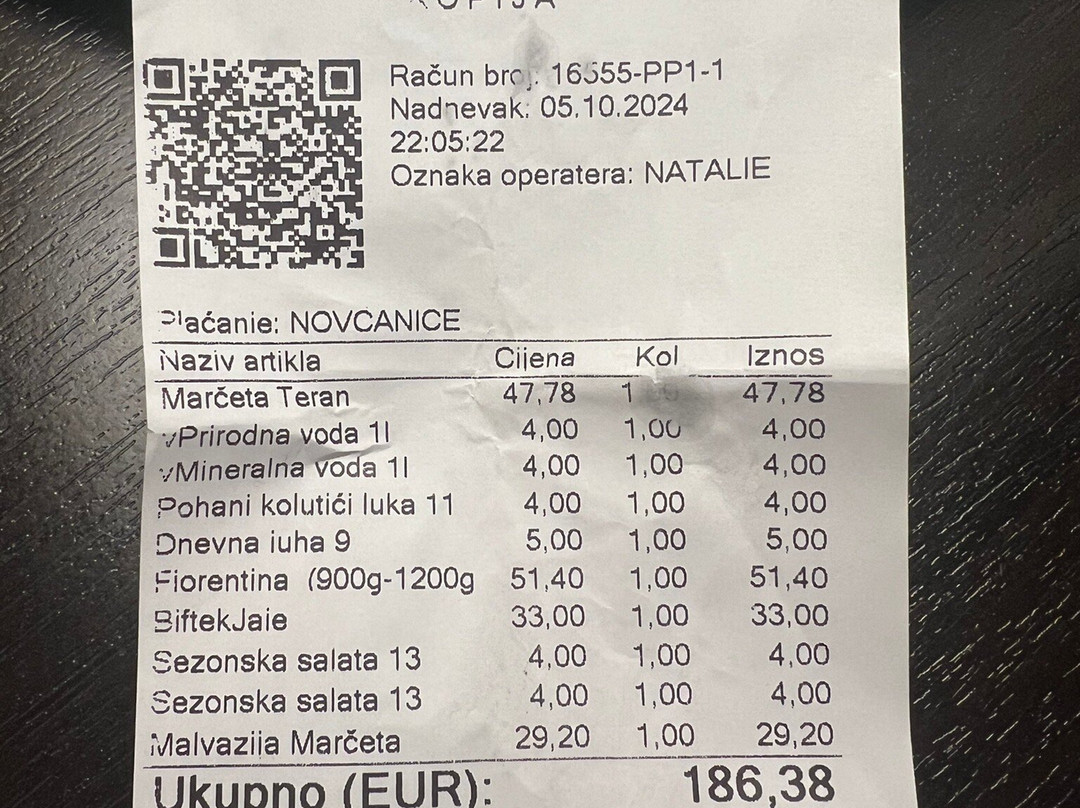 KOPIJA
Račun broj: 16555-PP1-1
Nadnevak: 05.10.2024
22:05:22
Oznaka operatera: NATALIE
Plaćanje: NOVCANICE
Naziv artikla Cijena Kol Iznos
Marčeta Teran 47,78 1 47,78
vPrirodna voda 1l 4,00 1,00 4,00
vMineralna voda 1l 4,00 1,00 4,00
Pohani kolutići luka 11 4,00 1,00 4,00
Dnevna juha 9 5,00 1,00 5,00
Fiorentina (900g-1200g 51,40 1,00 51,40
BiftekJaje 33,00 1,00 33,00
Sezonska salata 13 4,00 1,00 4,00
Sezonska salata 13 4,00 1,00 4,00
Malvazija Marčeta 29,20 1,00 29,20
Ukupno (EUR): 186,38